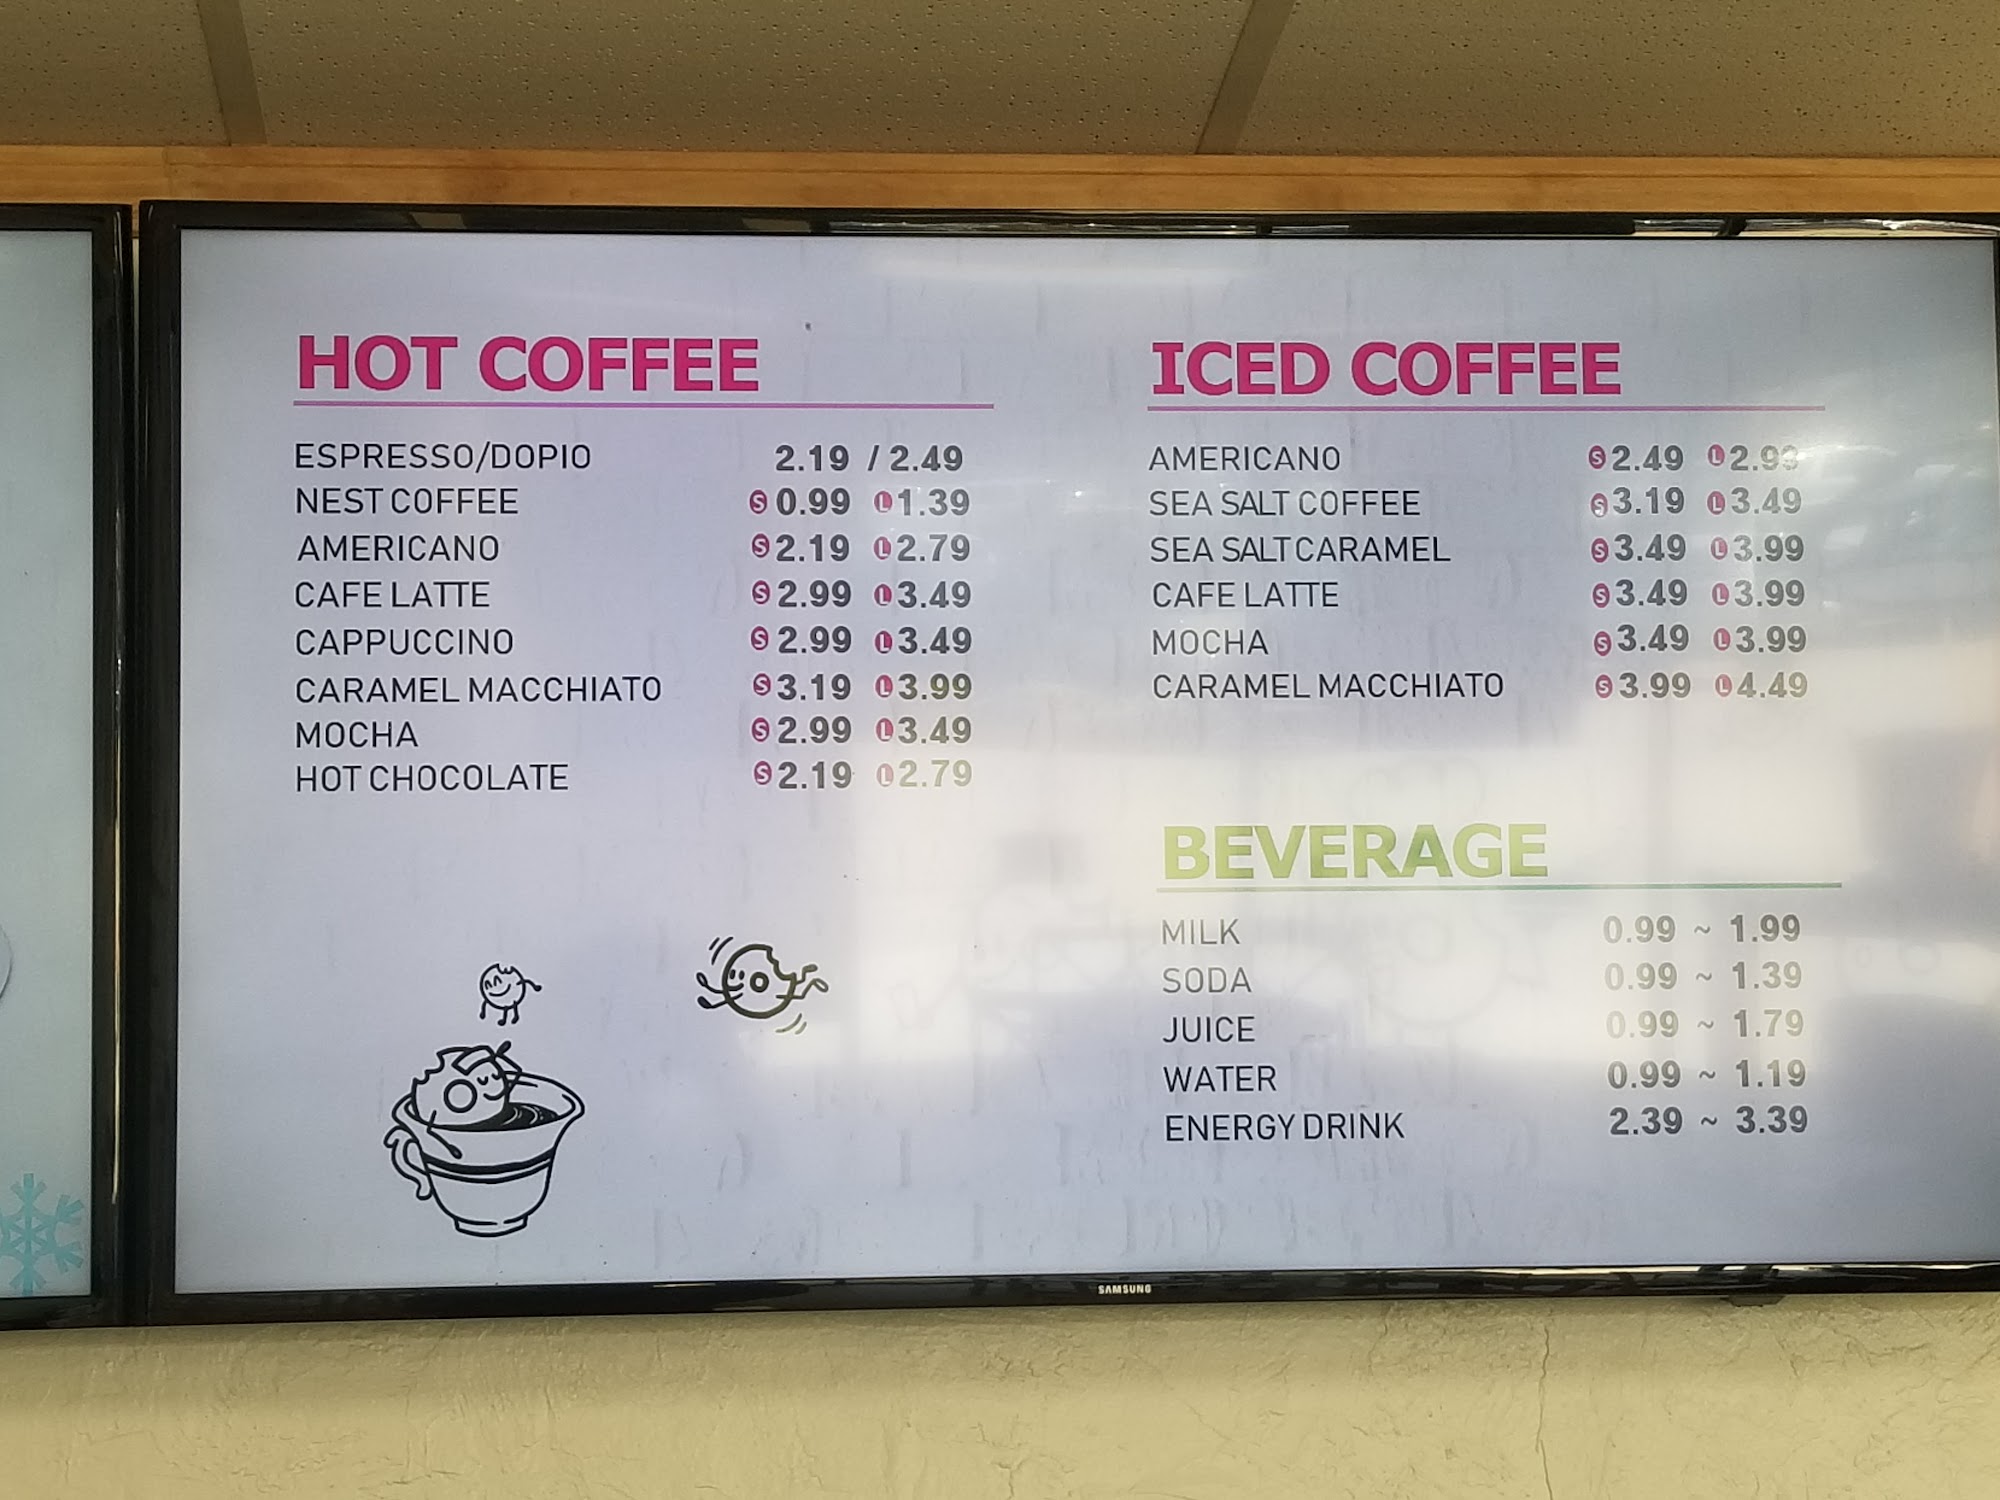 HOT COFFEE
ESPRESSO/DOPIO 2.19 / 2.49
NEST COFFEE S 0.99 L 1.39
AMERICANO S 2.19 L 2.79
CAFE LATTE S 2.99 L 3.49
CAPPUCCINO S 2.99 L 3.49
CARAMEL MACCHIATO S 3.19 L 3.99
MOCHA S 2.99 L 3.49
HOT CHOCOLATE S 2.19 L 2.79
ICED COFFEE
AMERICANO S 2.49 L
SEA SALT COFFEE S 3.19 L 3.49
SEA SALT CARAMEL S 3.49 L 3.99
CAFE LATTE S 3.49 L 3.99
MOCHA S 3.49 L 3.99
CARAMEL MACCHIATO S 3.99 L 4.49
BEVERAGE
MILK 0.99 ~ 1.99
SODA 0.99 ~ 1.39
JUICE 0.99 ~ 1.79
WATER 0.99 ~ 1.19
ENERGY DRINK 2.39 ~ 3.39
SAMSUNG